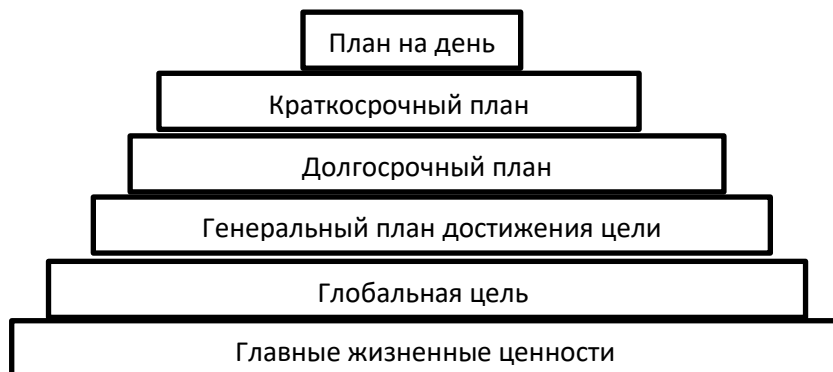 План на день
Краткосрочный план
Долгосрочный план
Генеральный план достижения цели
Глобальная цель
Главные жизненные ценности